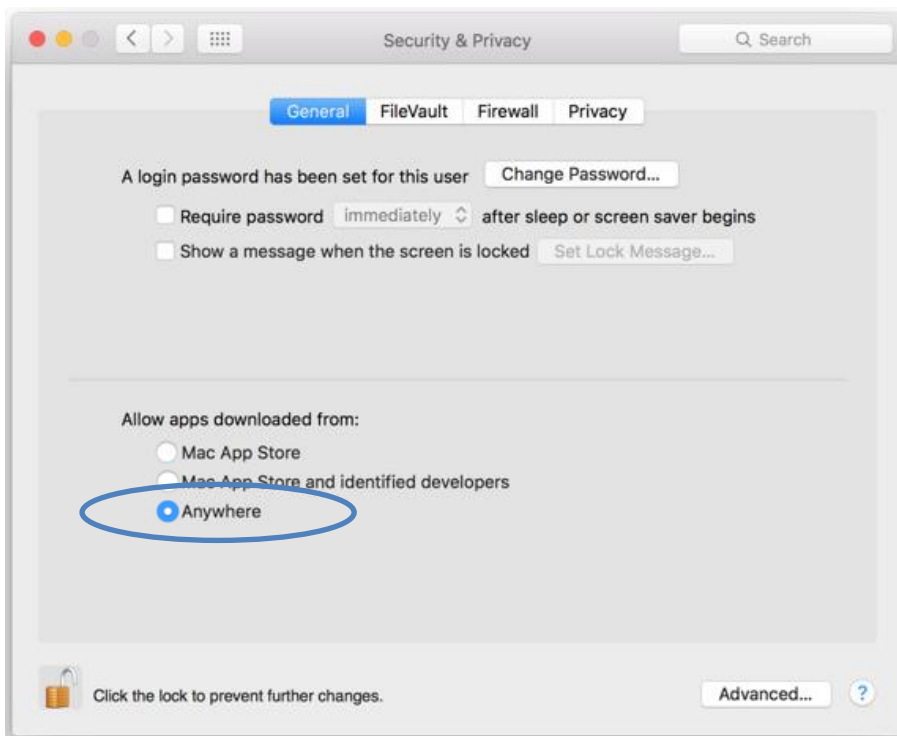 Security & Privacy
Search
General FileVault Firewall Privacy
A login password has been set for this user Change Password...
Require password immediately after sleep or screen saver begins
Show a message when the screen is locked Set Lock Message...
Allow apps downloaded from:
Mac App Store
Mac App Store and identified developers
Anywhere
Click the lock to prevent further changes.
Advanced... ?